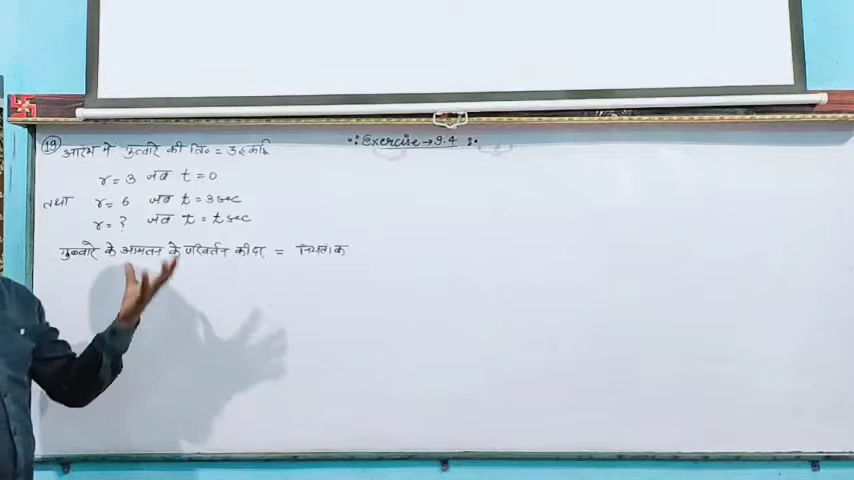 ∴ Exercise → 9.4 ∴
(19) आरंभ में गुब्बारे की त्रि० = 3 इकाई
r = 3 जब t = 0
तथा r = 6 जब t = 3 sec
r = ? जब t = t sec
गुब्बारे के आयतन के परिवर्तन की दर = नियतांक